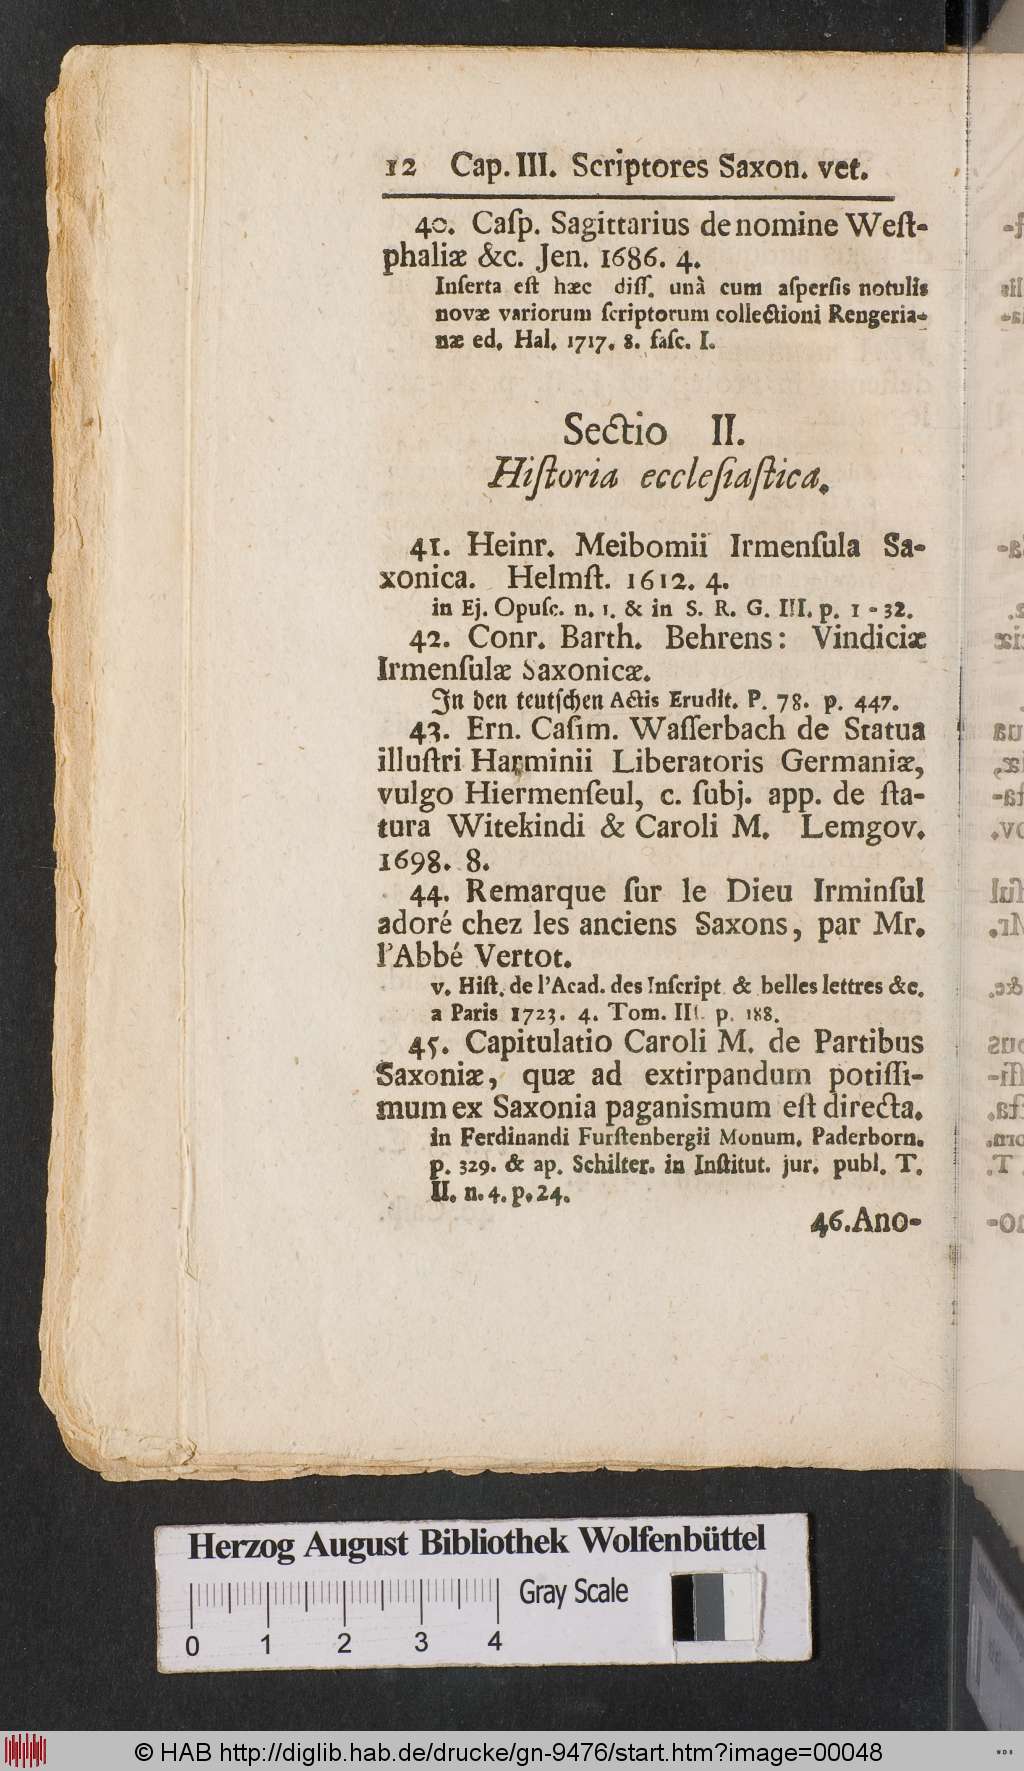 12 Cap. III. Scriptores Saxon. vet.
40. Caſp. Sagittarius de nomine Weſt-
phaliæ &c. Jen. 1686. 4.
Inſerta eſt hæc diſſ. unà cum aſperſis notulis
novæ variorum ſcriptorum collectioni Rengeria-
næ ed. Hal. 1717. 8. faſc. I.
Sectio II.
Hiſtoria eccleſiaſtica.
41. Heinr. Meibomii Irmenſula Sa-
xonica. Helmſt. 1612. 4.
in Ej. Opuſc. n. 1. & in S. R. G. III. p. 1 - 32.
42. Conr. Barth. Behrens: Vindiciæ
Irmenſulæ Saxonicæ.
In den teutſchen Actis Erudit. P. 78. p. 447.
43. Ern. Caſim. Waſſerbach de Statua
illuſtri Harminii Liberatoris Germaniæ,
vulgo Hiermenſeul, c. ſubj. app. de ſta-
tura Witekindi & Caroli M. Lemgov.
1698. 8.
44. Remarque ſur le Dieu Irminſul
adoré chez les anciens Saxons, par Mr.
l'Abbé Vertot.
v. Hiſt. de l'Acad. des Inſcript. & belles lettres &c.
a Paris 1723. 4. Tom. III. p. 188.
45. Capitulatio Caroli M. de Partibus
Saxoniæ, quæ ad extirpandum potiſſi-
mum ex Saxonia paganismum eſt directa.
in Ferdinandi Furſtenbergii Monum. Paderborn.
p. 329. & ap. Schilter. in Inſtitut. jur. publ. T.
II. n. 4. p. 24.
46. Ano-
Herzog August Bibliothek Wolfenbüttel
Gray Scale
0 1 2 3 4
© HAB http://diglib.hab.de/drucke/gn-9476/start.htm?image=00048